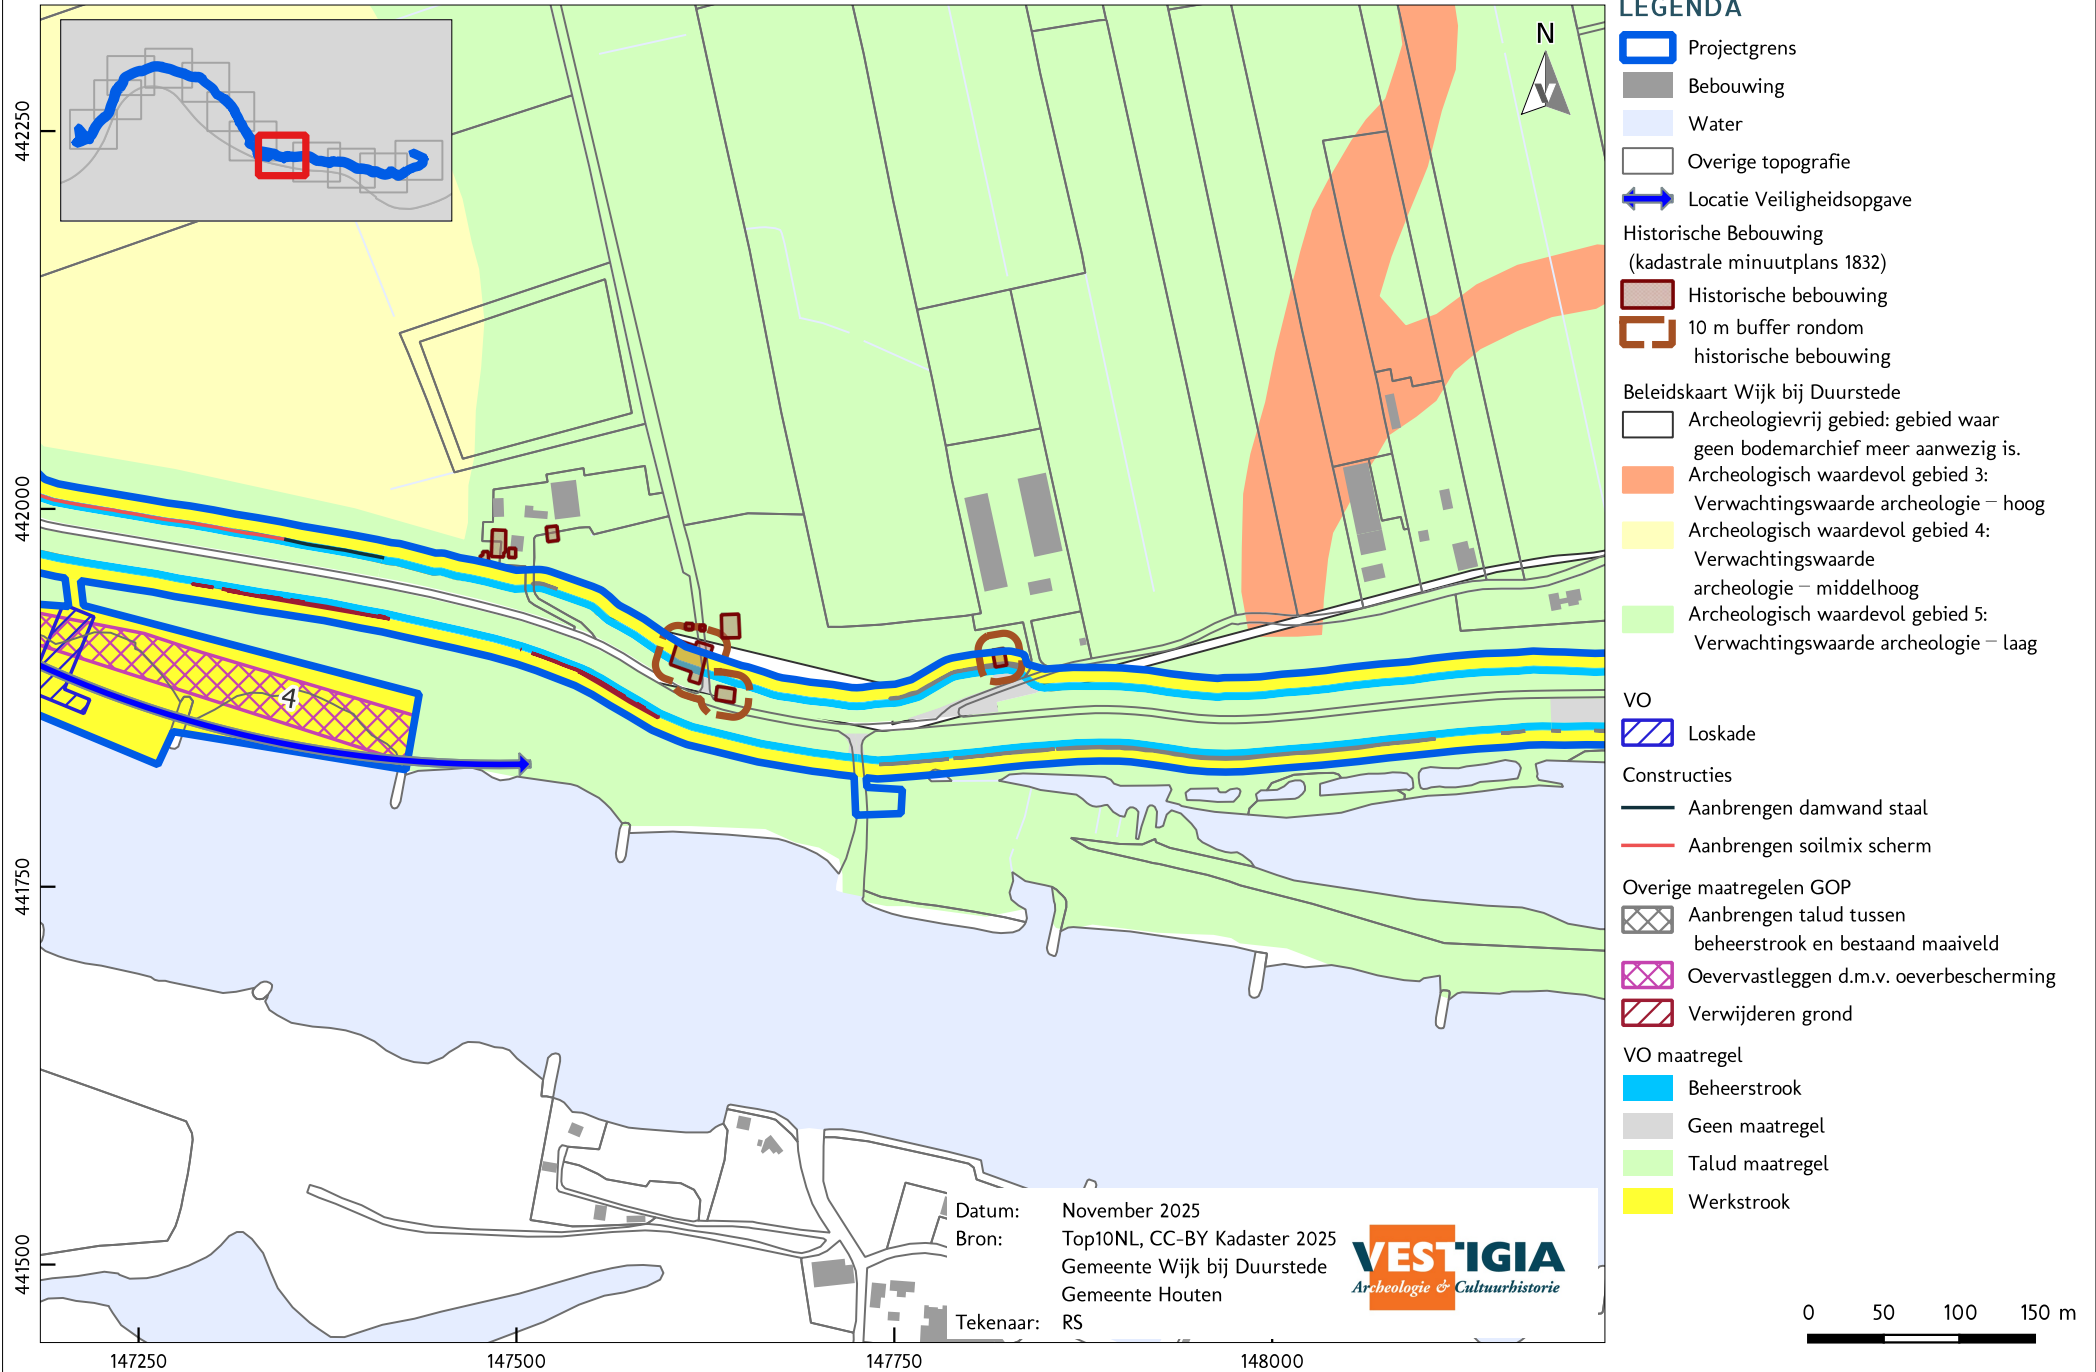 LEGENDA
N
Projectgrens
Bebouwing
Water
Overige topografie
Locatie Veiligheidsopgave
Historische Bebouwing
(kadastrale minuutplans 1832)
Historische bebouwing
10 m buffer rondom
historische bebouwing
Beleidskaart Wijk bij Duurstede
Archeologievrij gebied: gebied waar
geen bodemarchief meer aanwezig is.
Archeologisch waardevol gebied 3:
Verwachtingswaarde archeologie – hoog
Archeologisch waardevol gebied 4:
Verwachtingswaarde
archeologie – middelhoog
Archeologisch waardevol gebied 5:
Verwachtingswaarde archeologie – laag
VO
Loskade
Constructies
Aanbrengen damwand staal
Aanbrengen soilmix scherm
Overige maatregelen GOP
Aanbrengen talud tussen
beheerstrook en bestaand maaiveld
Oevervastleggen d.m.v. oeverbescherming
Verwijderen grond
VO maatregel
Beheerstrook
Geen maatregel
Talud maatregel
Werkstrook
0 50 100 150 m
442250
442000
441750
441500
4
Datum: November 2025
Bron: Top10NL, CC-BY Kadaster 2025
Gemeente Wijk bij Duurstede
Gemeente Houten
Tekenaar: RS
VESTIGIA
Archeologie & Cultuurhistorie
147250 147500 147750 148000